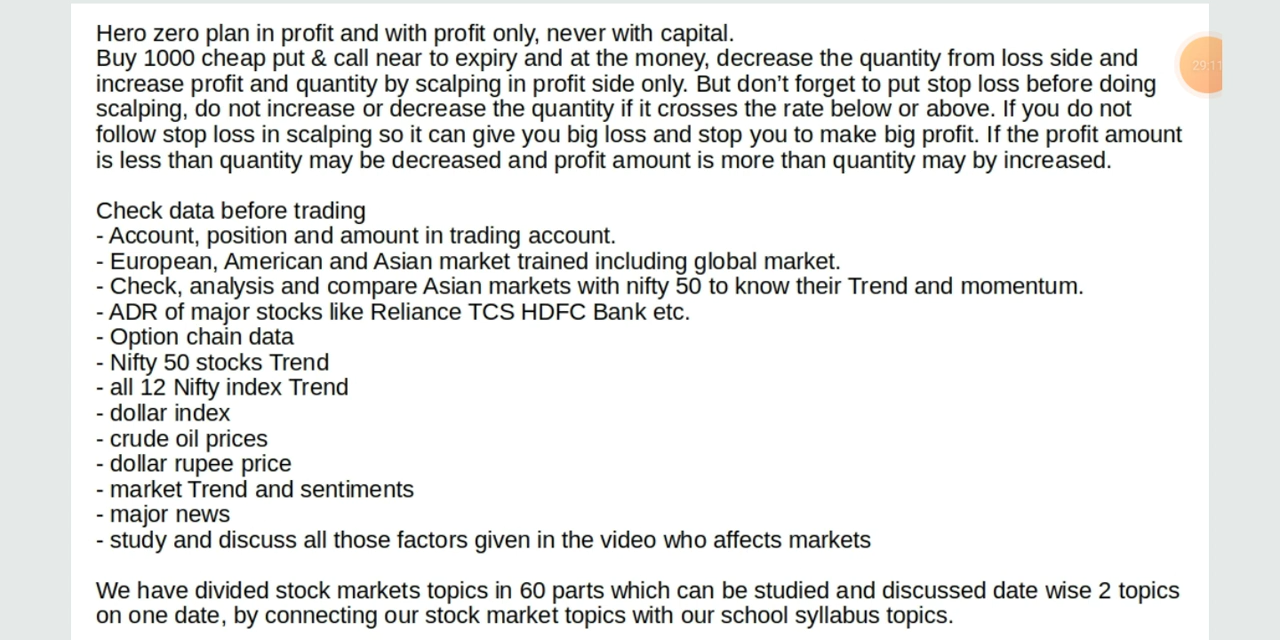 Hero zero plan in profit and with profit only, never with capital.
Buy 1000 cheap put & call near to expiry and at the money, decrease the quantity from loss side and
increase profit and quantity by scalping in profit side only. But don’t forget to put stop loss before doing
scalping, do not increase or decrease the quantity if it crosses the rate below or above. If you do not
follow stop loss in scalping so it can give you big loss and stop you to make big profit. If the profit amount
is less than quantity may be decreased and profit amount is more than quantity may by increased.
Check data before trading
- Account, position and amount in trading account.
- European, American and Asian market trained including global market.
- Check, analysis and compare Asian markets with nifty 50 to know their Trend and momentum.
- ADR of major stocks like Reliance TCS HDFC Bank etc.
- Option chain data
- Nifty 50 stocks Trend
- all 12 Nifty index Trend
- dollar index
- crude oil prices
- dollar rupee price
- market Trend and sentiments
- major news
- study and discuss all those factors given in the video who affects markets
We have divided stock markets topics in 60 parts which can be studied and discussed date wise 2 topics
on one date, by connecting our stock market topics with our school syllabus topics.
29:11